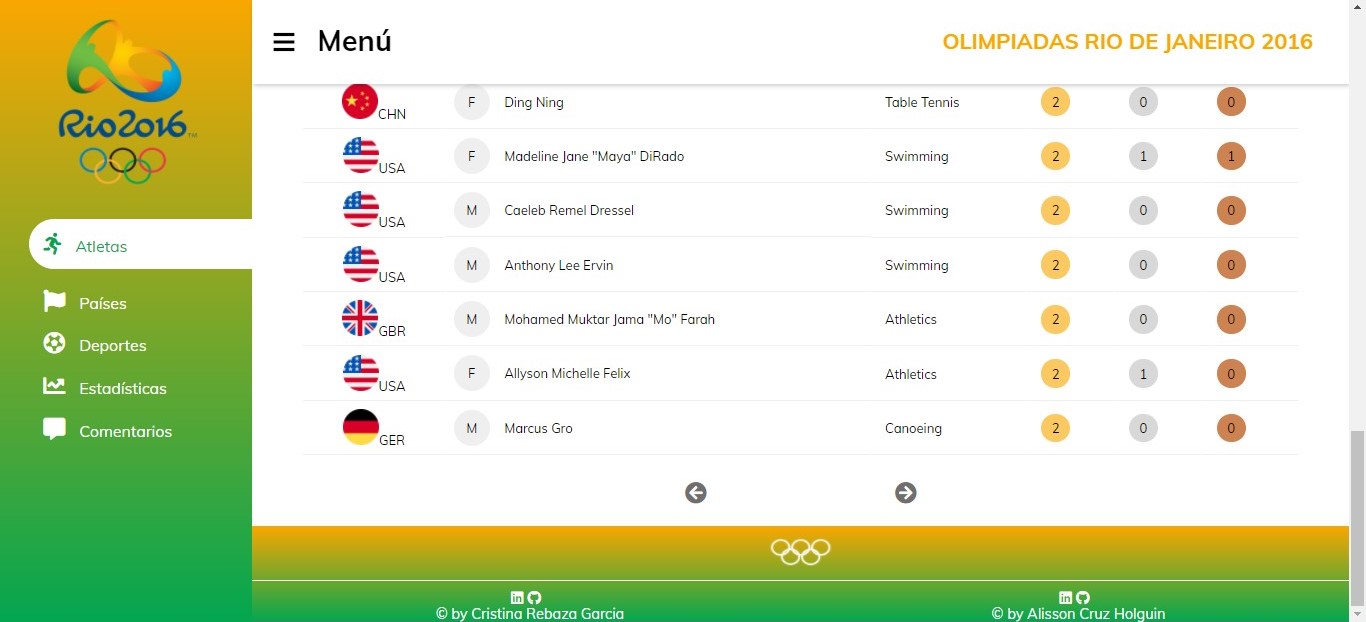 Menú
OLIMPIADAS RIO DE JANEIRO 2016
Rio2016™
Atletas
Países
Deportes
Estadísticas
Comentarios
CHN F Ding Ning Table Tennis 2 0 0
USA F Madeline Jane "Maya" DiRado Swimming 2 1 1
USA M Caeleb Remel Dressel Swimming 2 0 0
USA M Anthony Lee Ervin Swimming 2 0 0
GBR M Mohamed Muktar Jama "Mo" Farah Athletics 2 0 0
USA F Allyson Michelle Felix Athletics 2 1 0
GER M Marcus Gro Canoeing 2 0 0
© by Cristina Rebaza Garcia
© by Alisson Cruz Holguin